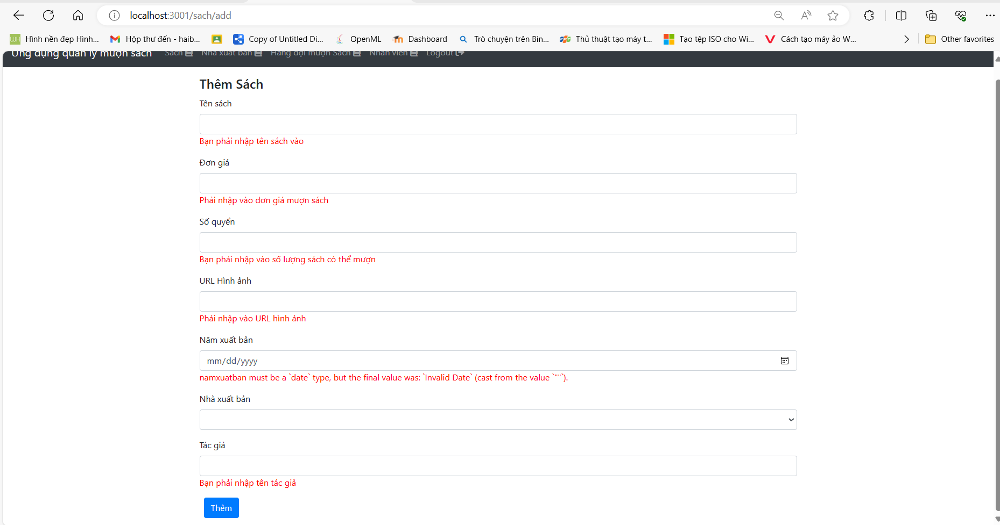 localhost:3001/sach/add
Hình nền đẹp Hình... Hộp thư đến - haib... Copy of Untitled Di... OpenML Dashboard Trò chuyện trên Bin... Thủ thuật tạo máy t... Tạo tệp ISO cho Wi... Cách tạo máy ảo W... Other favorites
Ứng dụng quản lý mượn sách Sách Nhà xuất bản Hàng đợi mượn Sách Nhân viên Logout
Thêm Sách
Tên sách
Bạn phải nhập tên sách vào
Đơn giá
Phải nhập vào đơn giá mượn sách
Số quyển
Bạn phải nhập vào số lượng sách có thể mượn
URL Hình ảnh
Phải nhập vào URL hình ảnh
Năm xuất bản
mm/dd/yyyy
namxuatban must be a `date` type, but the final value was: `Invalid Date` (cast from the value `""`).
Nhà xuất bản
Tác giả
Bạn phải nhập tên tác giả
Thêm